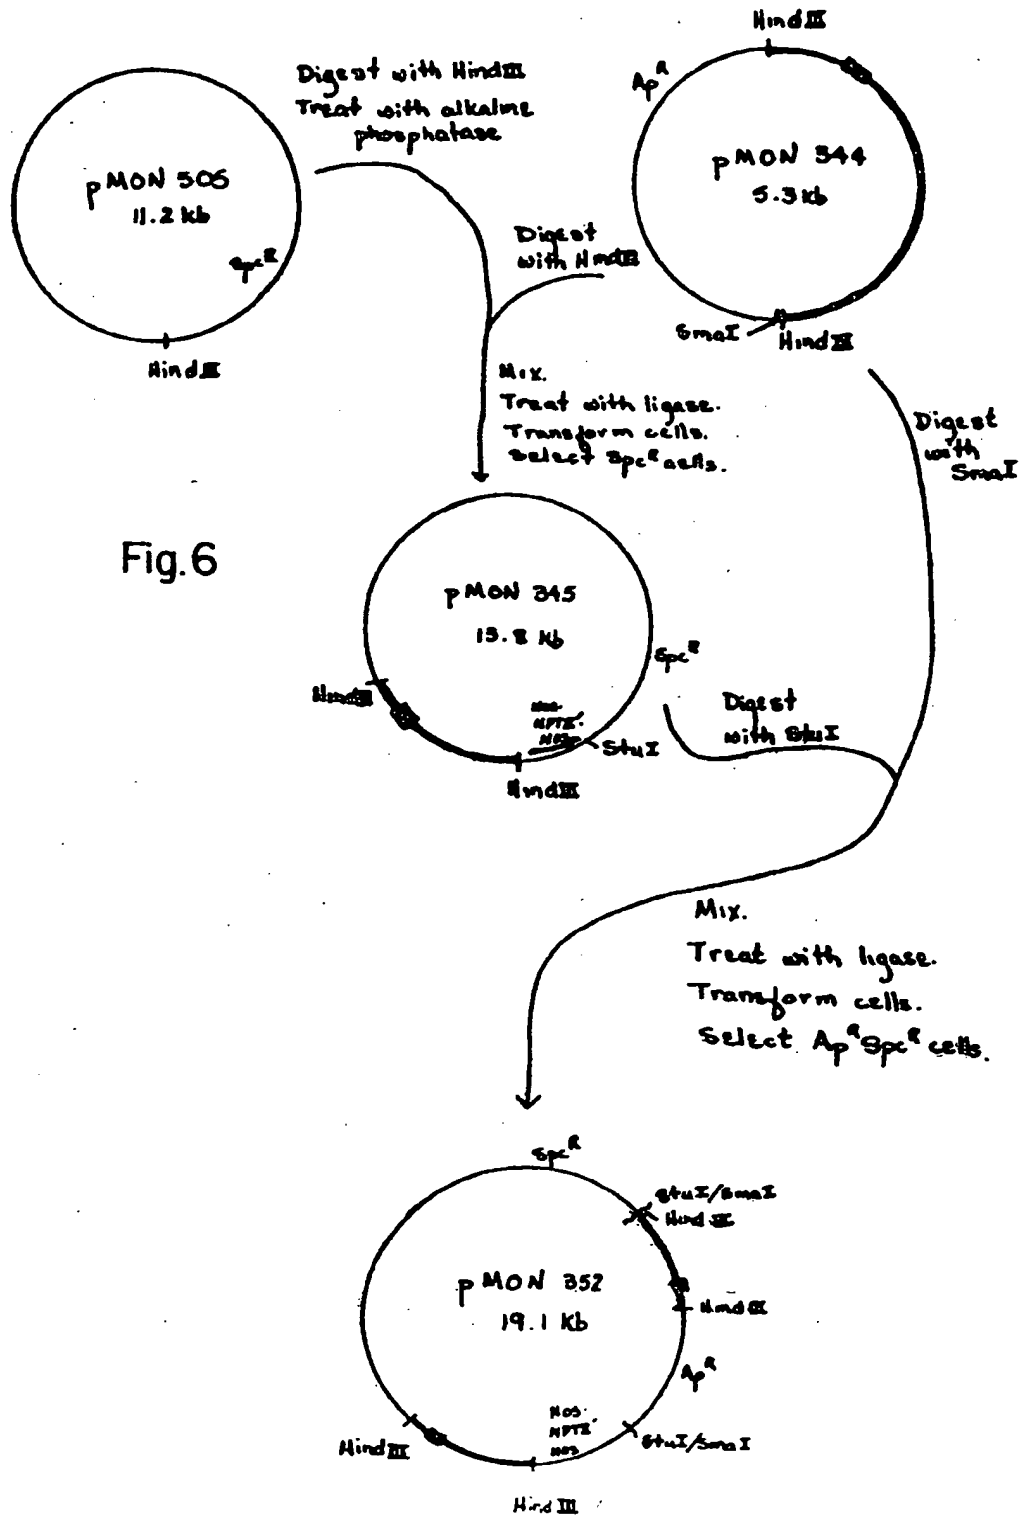 Hind III
Digest with Hind III
Treat with alkaline
phosphatase
Ap^R
pMON 505
11.2 kb
Spc^R
Hind III
pMON 344
5.3 kb
Digest
with Hind III
SmaI
Hind III
Mix.
Treat with ligase.
Transform cells.
Select Spc^R cells.
Digest
with
SmaI
Fig.6
pMON 345
13.8 Kb
Spc^R
Hind III
NOS
NPTII'
NOS
StuI
Hind III
Digest
with StuI
Mix.
Treat with ligase.
Transform cells.
Select Ap^R Spc^R cells.
Spc^R
StuI/SmaI
Hind III
pMON 352
19.1 Kb
Hind III
Ap^R
NOS
NPTII'
NOS
StuI/SmaI
Hind III
Hind III